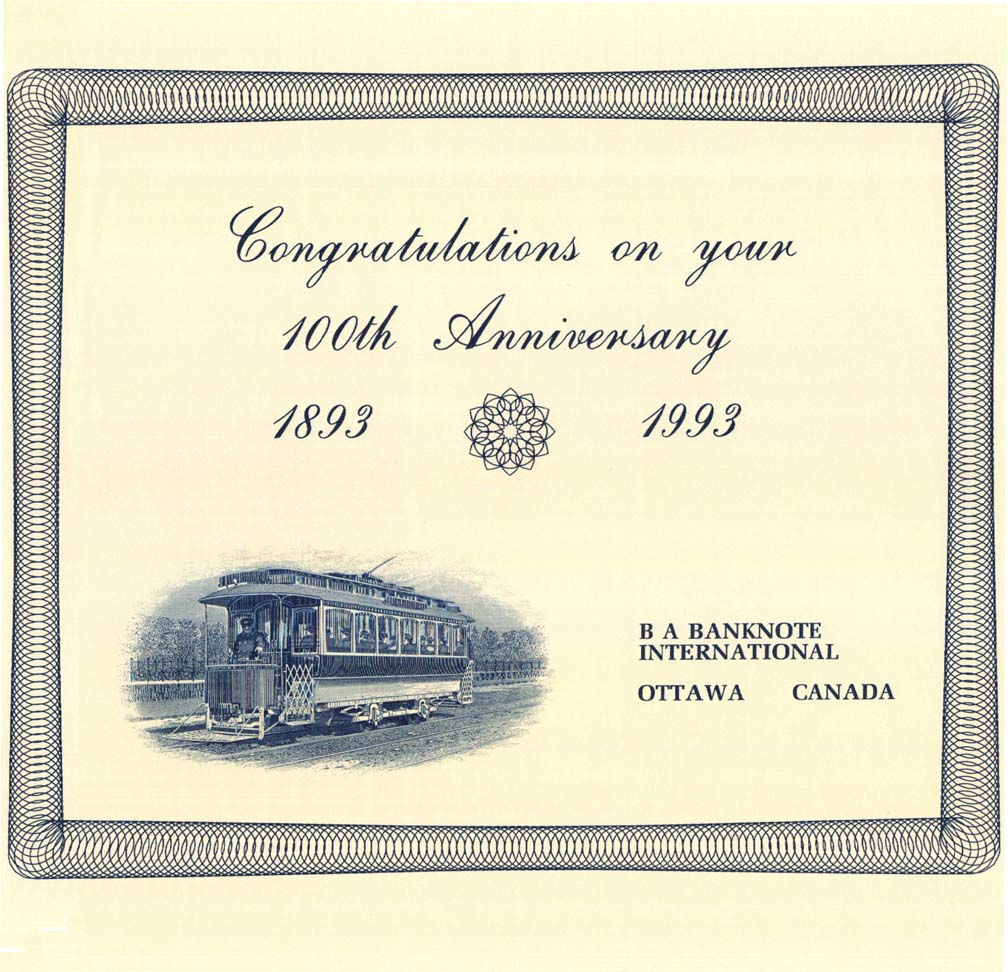 Congratulations on your
100th Anniversary
1893 1993
B A BANKNOTE
INTERNATIONAL
OTTAWA CANADA